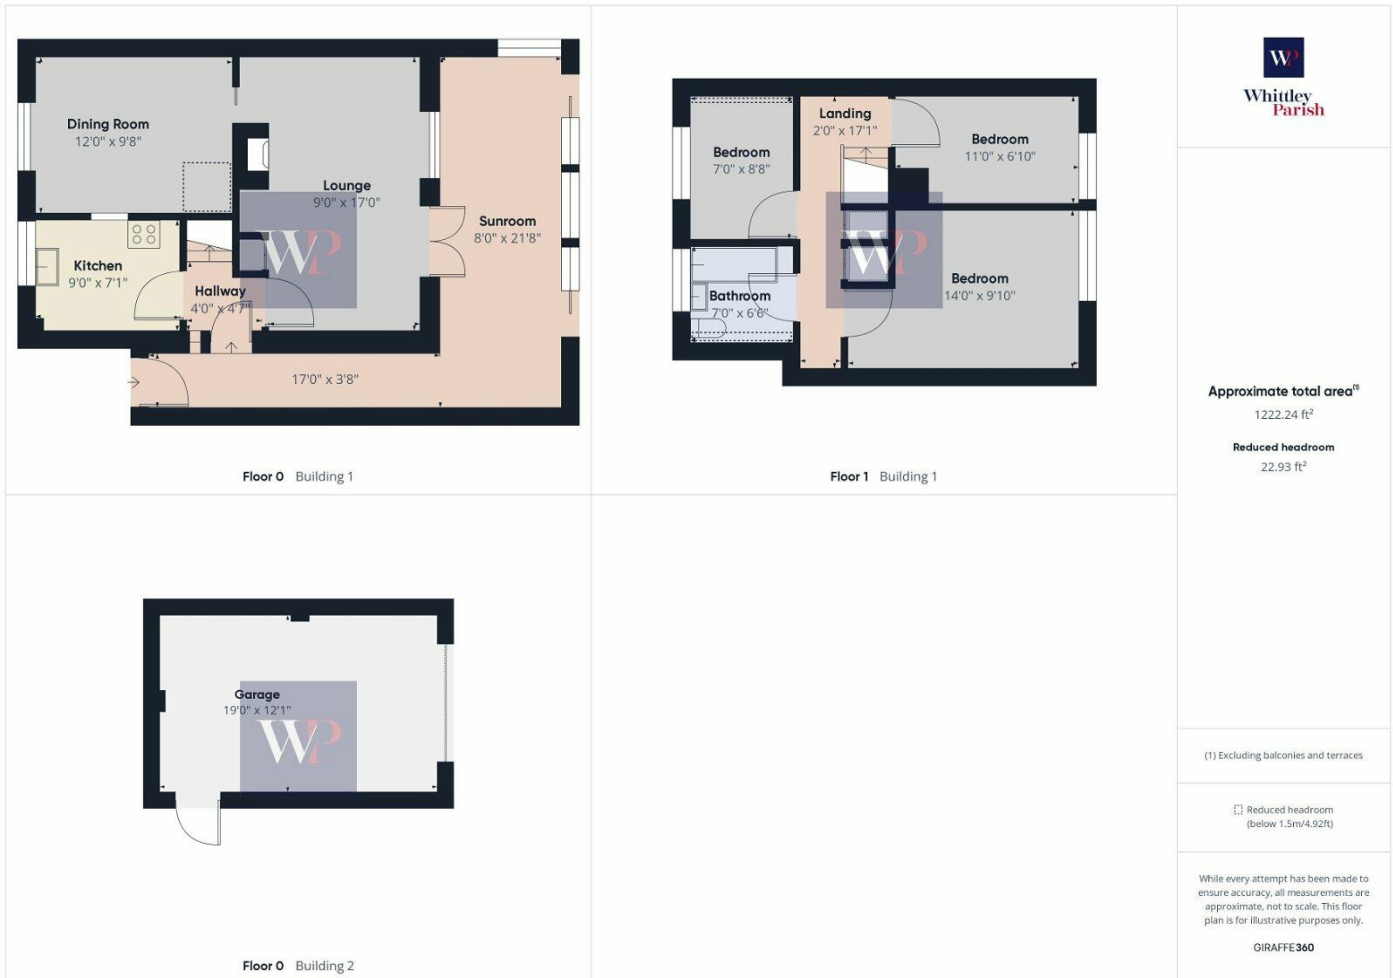 Dining Room
12'0" x 9'8"
Lounge
9'0" x 17'0"
Sunroom
8'0" x 21'8"
Kitchen
9'0" x 7'1"
Hallway
4'0" x 4'7"
17'0" x 3'8"
WP
Floor 0 Building 1
Landing
2'0" x 17'1"
Bedroom
7'0" x 8'8"
Bedroom
11'0" x 6'10"
Bathroom
7'0" x 6'6"
Bedroom
14'0" x 9'10"
WP
Floor 1 Building 1
Garage
19'0" x 12'1"
WP
Floor 0 Building 2
WP
Whittley
Parish
Approximate total area(1)
1222.24 ft²
Reduced headroom
22.93 ft²
(1) Excluding balconies and terraces
Reduced headroom
(below 1.5m/4.92ft)
While every attempt has been made to
ensure accuracy, all measurements are
approximate, not to scale. This floor
plan is for illustrative purposes only.
GIRAFFE360